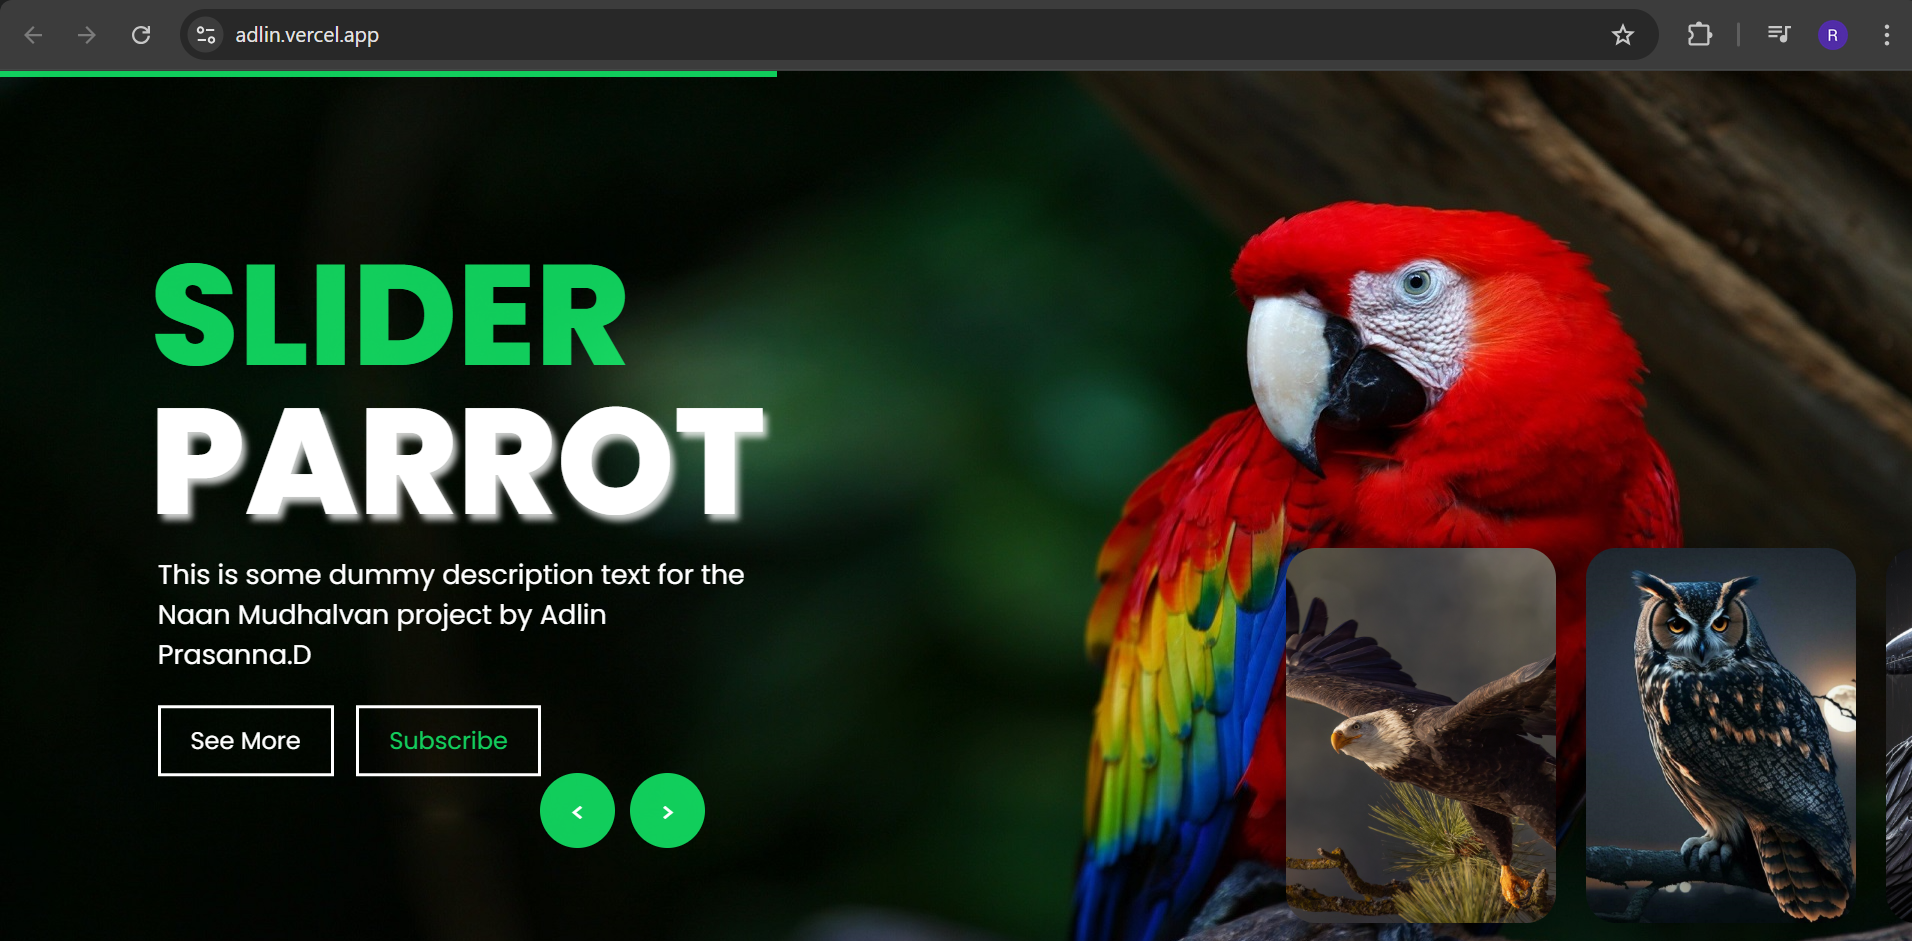 adlin.vercel.app
R
SLIDER
PARROT
This is some dummy description text for the
Naan Mudhalvan project by Adlin
Prasanna.D
See More
Subscribe
<
>